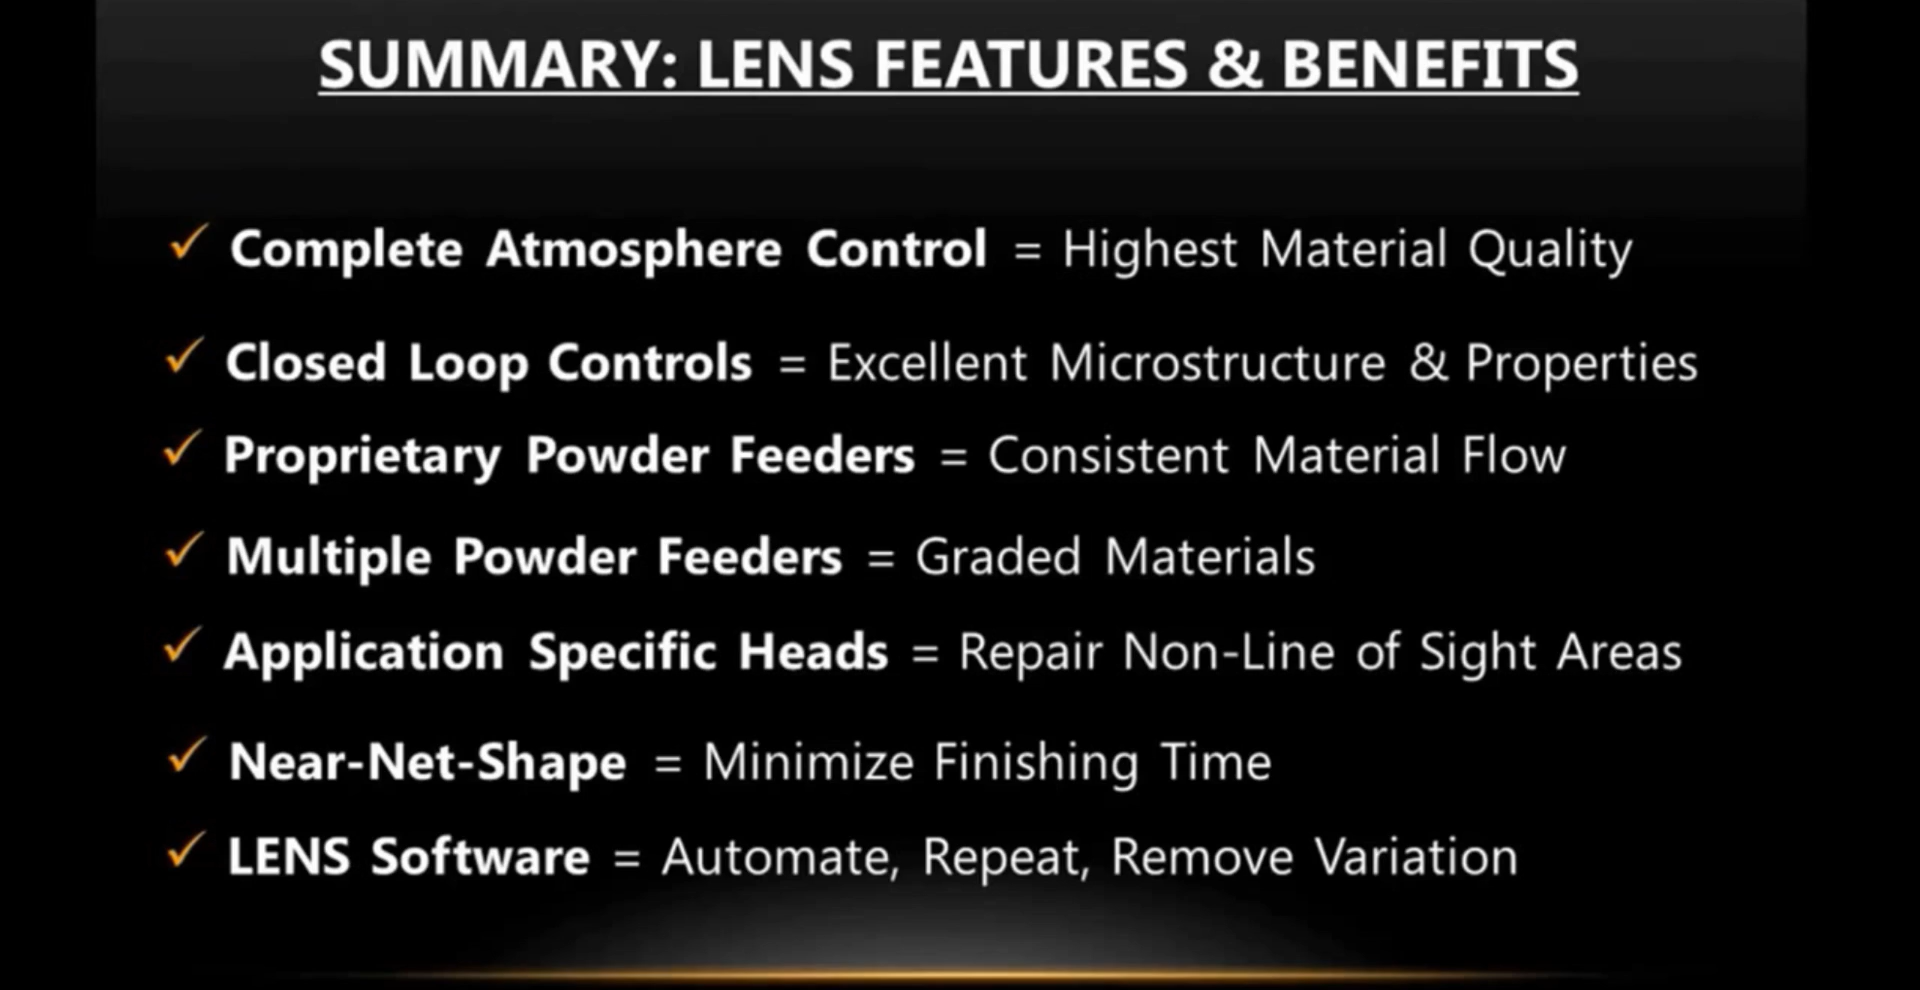 SUMMARY: LENS FEATURES & BENEFITS
✓ Complete Atmosphere Control = Highest Material Quality
✓ Closed Loop Controls = Excellent Microstructure & Properties
✓ Proprietary Powder Feeders = Consistent Material Flow
✓ Multiple Powder Feeders = Graded Materials
✓ Application Specific Heads = Repair Non-Line of Sight Areas
✓ Near-Net-Shape = Minimize Finishing Time
✓ LENS Software = Automate, Repeat, Remove Variation